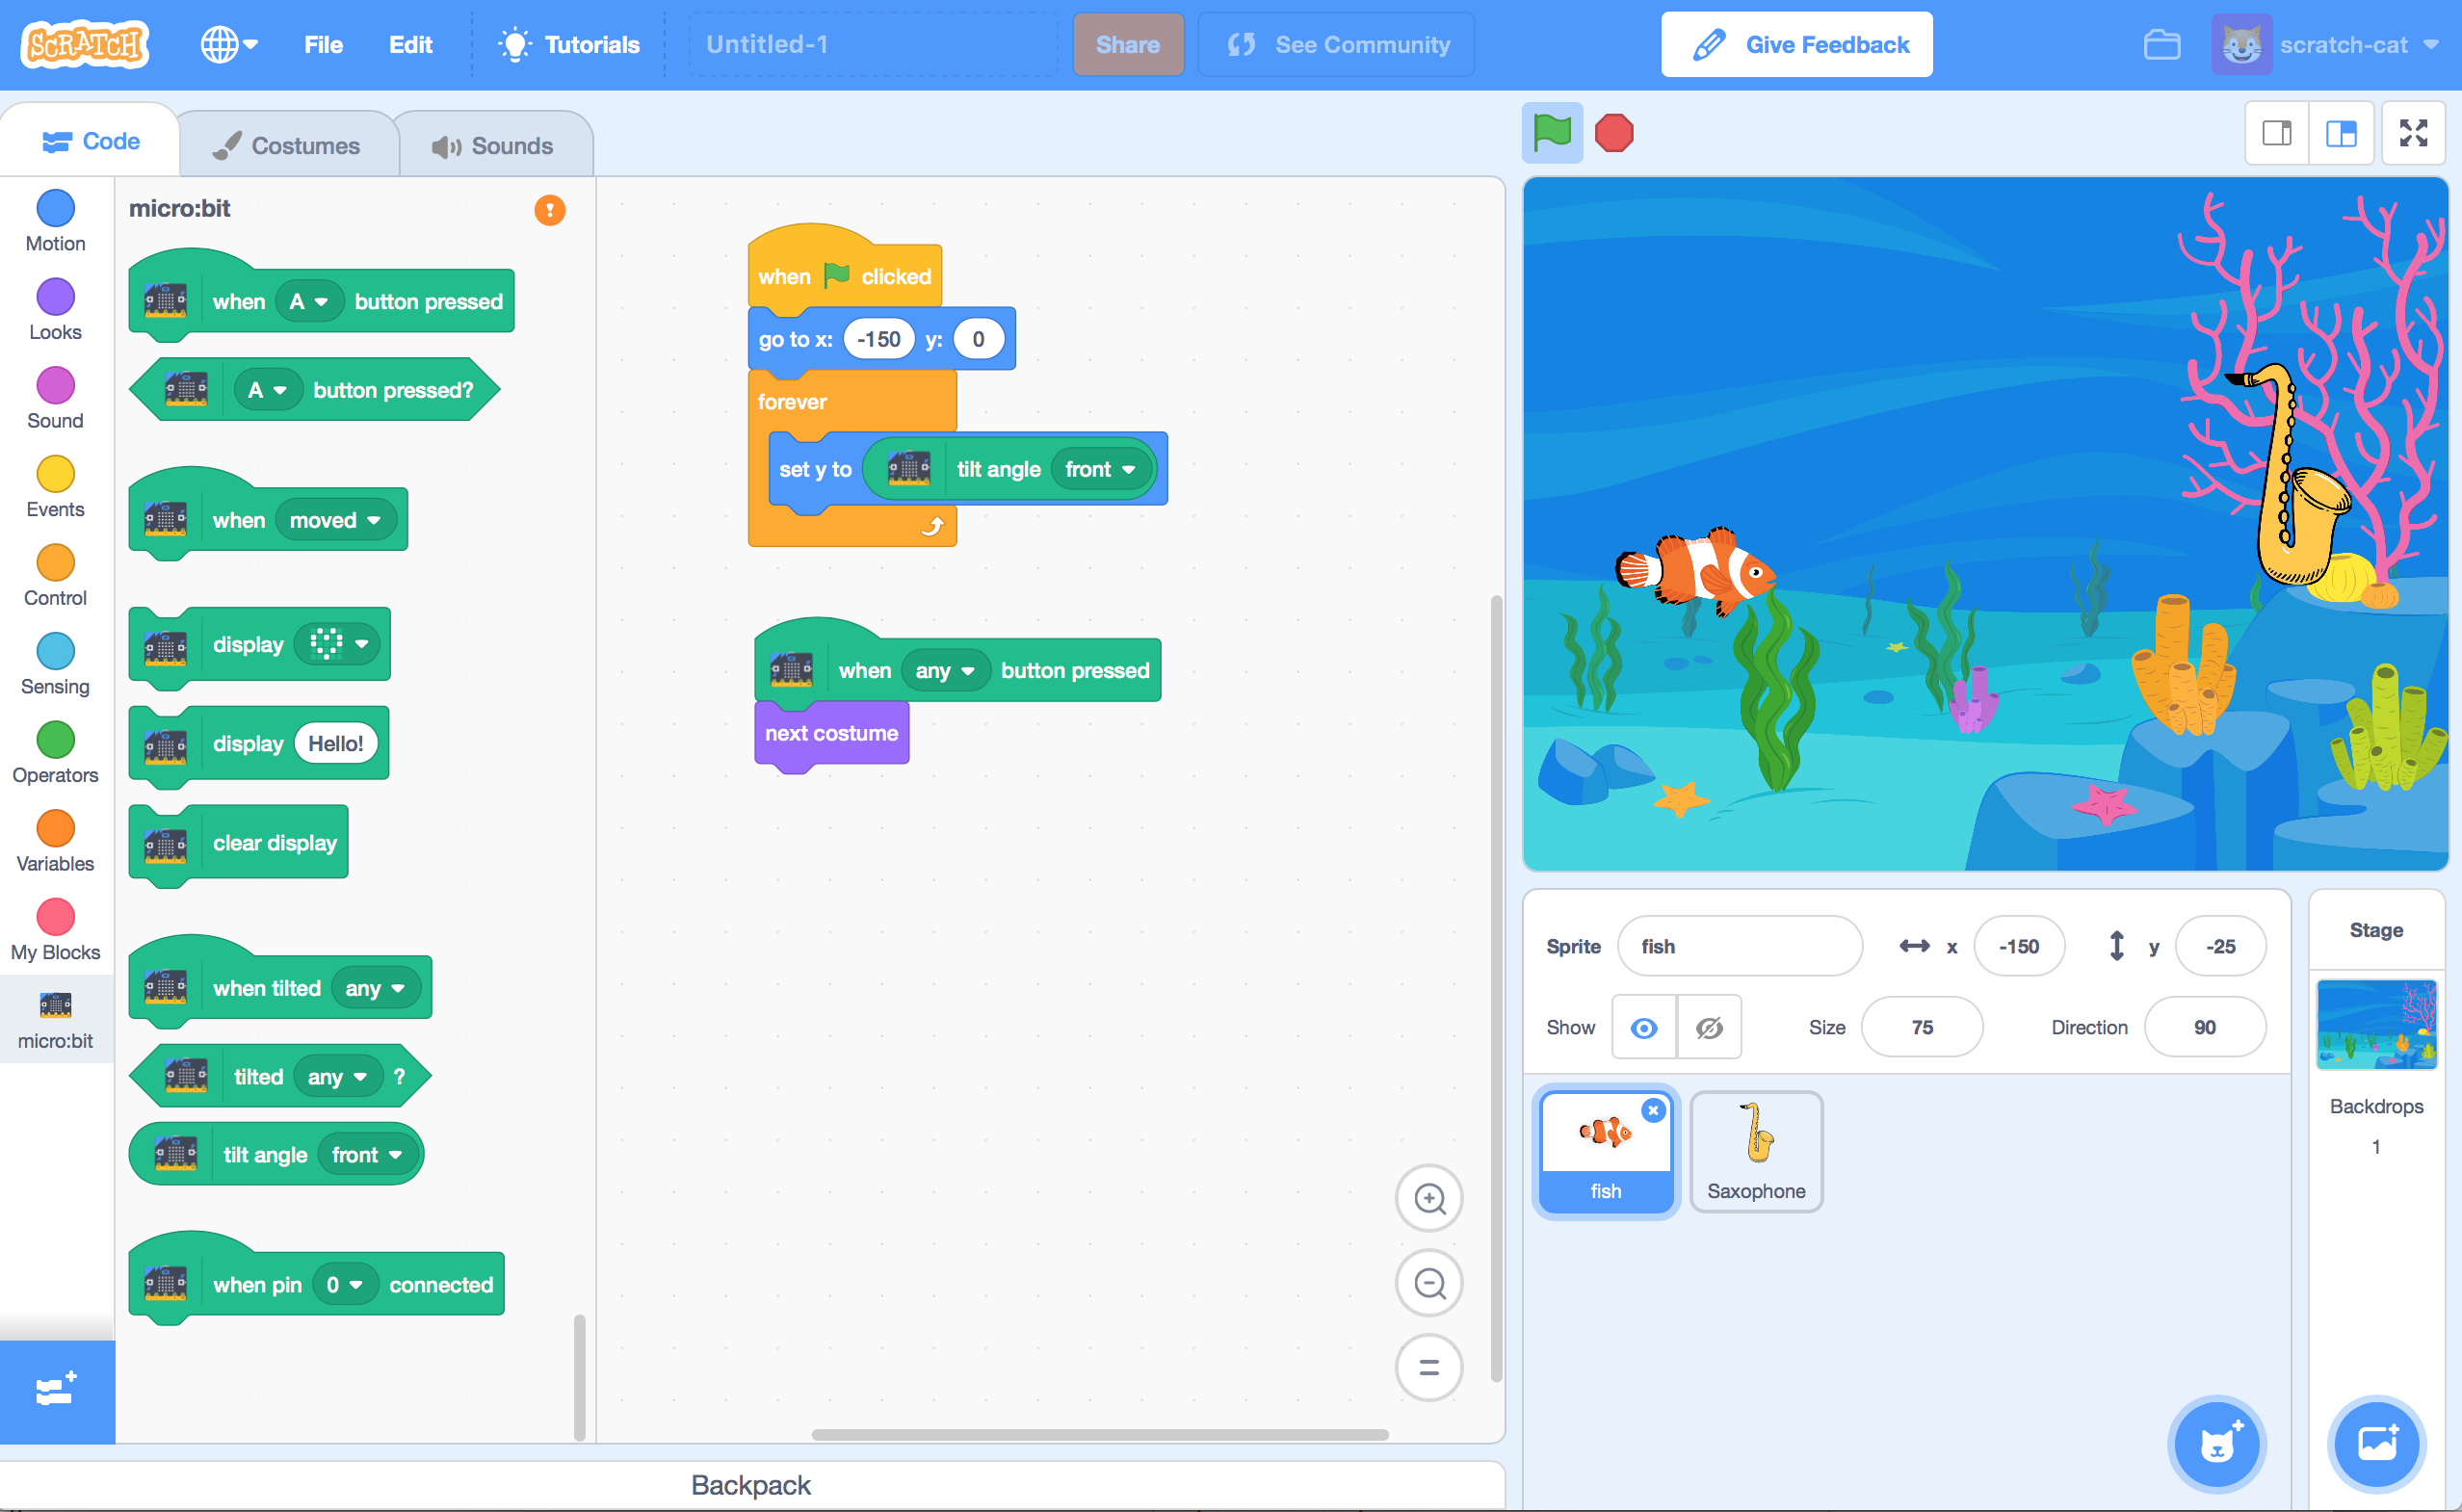 SCRATCH
File
Edit
Tutorials
Untitled-1
Share
See Community
Give Feedback
scratch-cat
Code
Costumes
Sounds
Motion
Looks
Sound
Events
Control
Sensing
Operators
Variables
My Blocks
micro:bit
micro:bit
when A button pressed
A button pressed?
when moved
display
display Hello!
clear display
when tilted any
tilted any ?
tilt angle front
when pin 0 connected
when clicked
go to x: -150 y: 0
forever
set y to tilt angle front
when any button pressed
next costume
Backpack
Sprite fish x -150 y -25
Show Size 75 Direction 90
fish
Saxophone
Stage
Backdrops
1